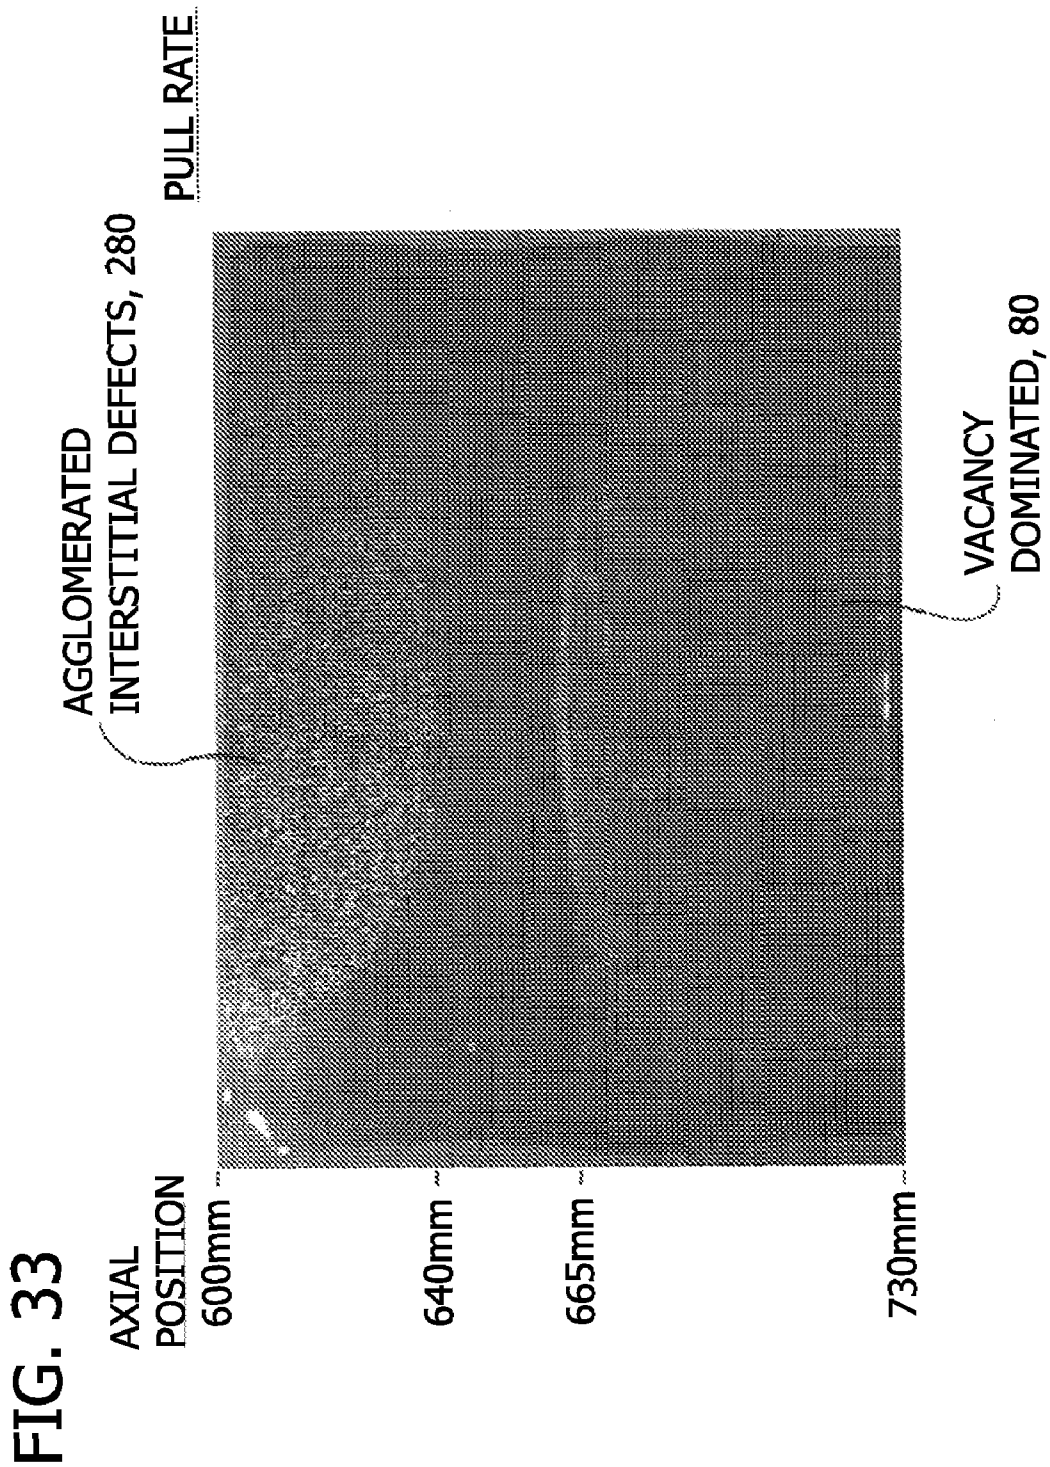 FIG. 33
AXIAL
POSITION
600mm
640mm
665mm
730mm
AGGLOMERATED
INTERSTITIAL DEFECTS, 280
PULL RATE
VACANCY
DOMINATED, 80